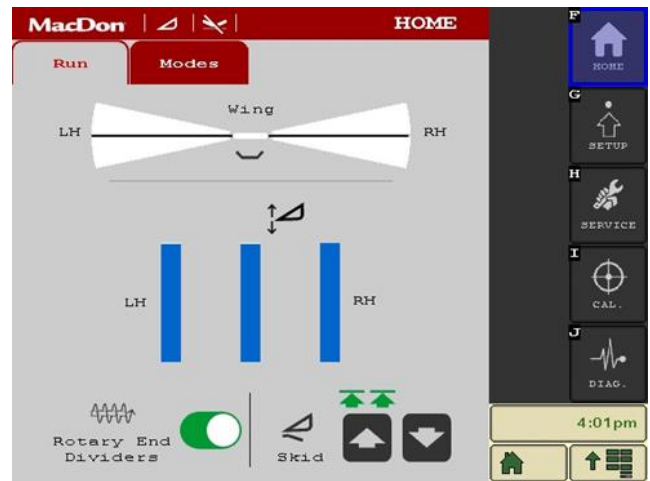 MacDon HOME
Run Modes
Wing
LH RH
LH RH
Rotary End
Dividers
Skid
F
HOME
G
SETUP
H
SERVICE
I
CAL.
J
DIAG.
4:01pm